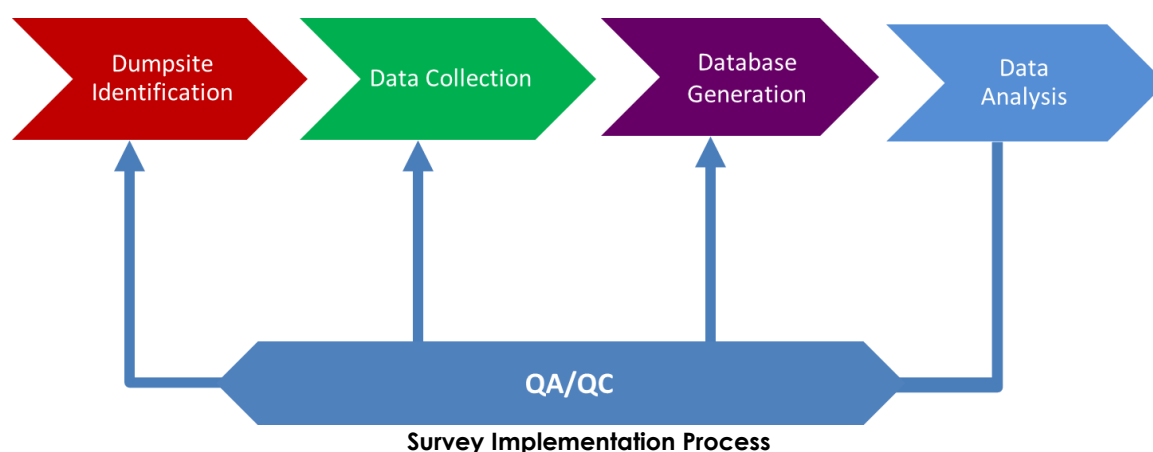 Dumpsite
Identification
Data Collection
Database
Generation
Data
Analysis
QA/QC
Survey Implementation Process